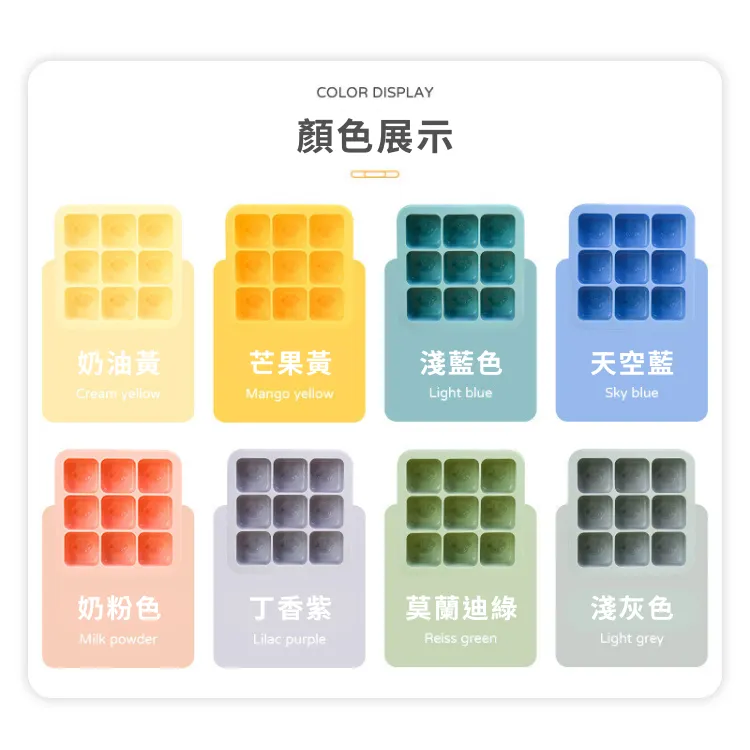 COLOR DISPLAY
顏色展示
奶油黃
Cream yellow
芒果黃
Mango yellow
淺藍色
Light blue
天空藍
Sky blue
奶粉色
Milk powder
丁香紫
Lilac purple
莫蘭迪綠
Reiss green
淺灰色
Light grey